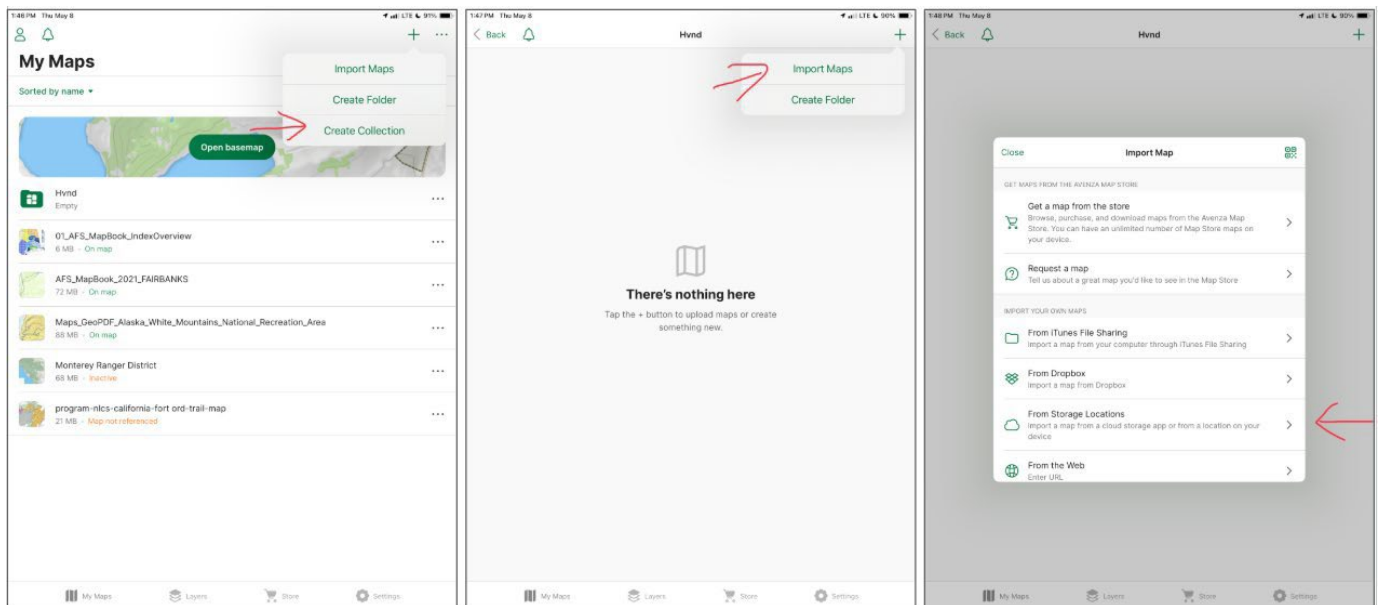 1:46 PM Thu May 8
LTE 91%
My Maps
Sorted by name
Import Maps
Create Folder
Create Collection
Open basemap
Hvnd
Empty
01_AFS_MapBook_IndexOverview
6 MB - On map
AFS_MapBook_2021_FAIRBANKS
72 MB - On map
Maps_GeoPDF_Alaska_White_Mountains_National_Recreation_Area
88 MB - On map
Monterey Ranger District
68 MB - Inactive
program-nlcs-california-fort ord-trail-map
21 MB - Map not referenced
My Maps
Layers
Store
Settings
1:47 PM Thu May 8
LTE 90%
Back
Hvnd
Import Maps
Create Folder
There's nothing here
Tap the + button to upload maps or create
something new.
My Maps
Layers
Store
Settings
1:48 PM Thu May 8
LTE 90%
Back
Hvnd
Close
Import Map
GET MAPS FROM THE AVENZA MAP STORE
Get a map from the store
Browse, purchase, and download maps from the Avenza Map
Store. You can have an unlimited number of Map Store maps on
your device.
Request a map
Tell us about a great map you'd like to see in the Map Store
IMPORT YOUR OWN MAPS
From iTunes File Sharing
Import a map from your computer through iTunes File Sharing
From Dropbox
Import a map from Dropbox
From Storage Locations
Import a map from a cloud storage app or from a location on your
device
From the Web
Enter URL
My Maps
Layers
Store
Settings